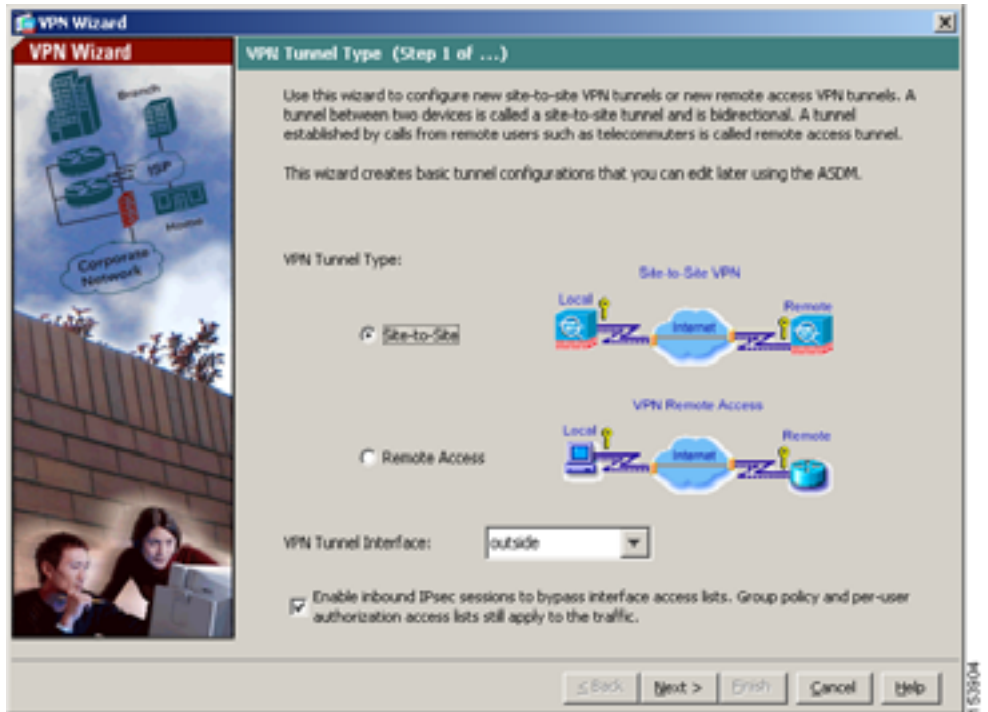 VPN Wizard
VPN Wizard
VPN Tunnel Type (Step 1 of ...)
Branch
ISP
Home
Corporate
Network
Use this wizard to configure new site-to-site VPN tunnels or new remote access VPN tunnels. A
tunnel between two devices is called a site-to-site tunnel and is bidirectional. A tunnel
established by calls from remote users such as telecommuters is called remote access tunnel.
This wizard creates basic tunnel configurations that you can edit later using the ASDM.
VPN Tunnel Type:
Site-to-Site VPN
Local
Remote
Internet
Site-to-Site
VPN Remote Access
Local
Remote
Internet
Remote Access
VPN Tunnel Interface:
outside
Enable inbound IPsec sessions to bypass interface access lists. Group policy and per-user
authorization access lists still apply to the traffic.
< Back
Next >
Finish
Cancel
Help
153904